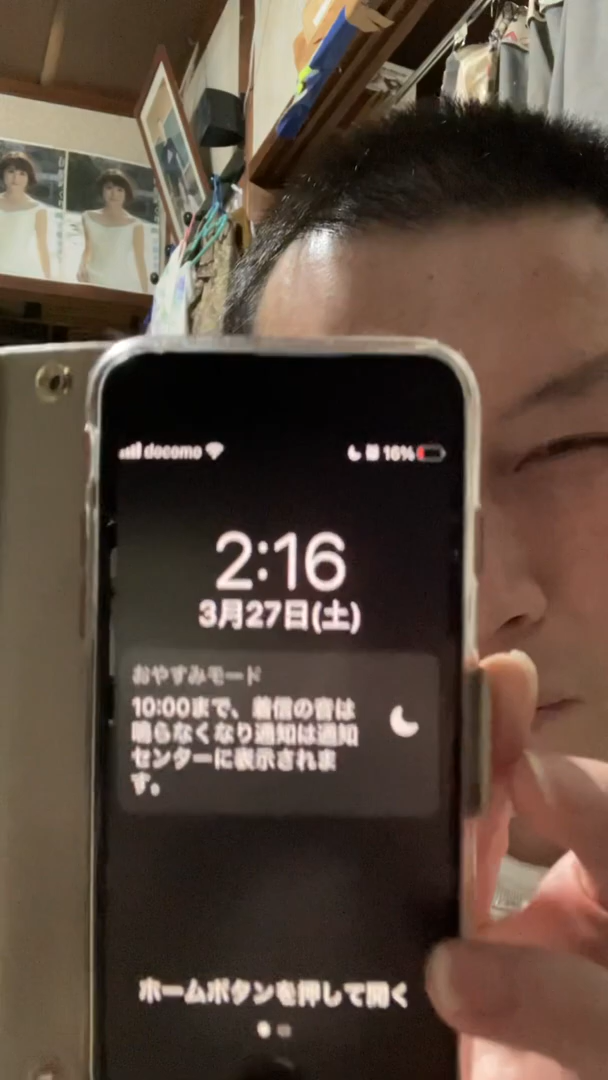 docomo 16%
2:16
3月27日(土)
おやすみモード
10:00まで、着信の音は
鳴らなくなり通知は通知
センターに表示されま
す。
ホームボタンを押して開く